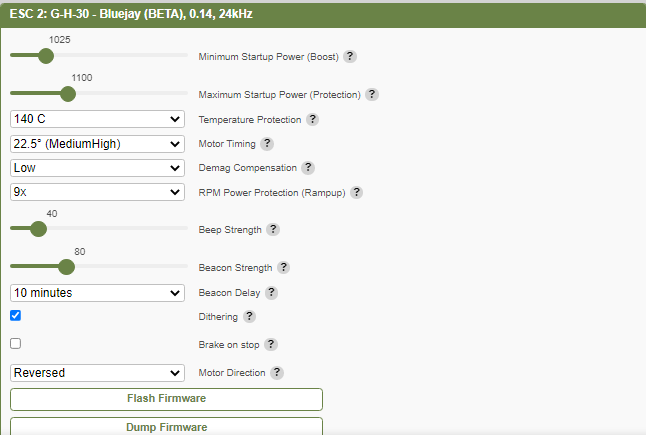 ESC 2: G-H-30 - Bluejay (BETA), 0.14, 24kHz
1025
Minimum Startup Power (Boost) ?
1100
Maximum Startup Power (Protection) ?
140 C Temperature Protection ?
22.5° (MediumHigh) Motor Timing ?
Low Demag Compensation ?
9x RPM Power Protection (Rampup) ?
40
Beep Strength ?
80
Beacon Strength ?
10 minutes Beacon Delay ?
Dithering ?
Brake on stop ?
Reversed Motor Direction ?
Flash Firmware
Dump Firmware